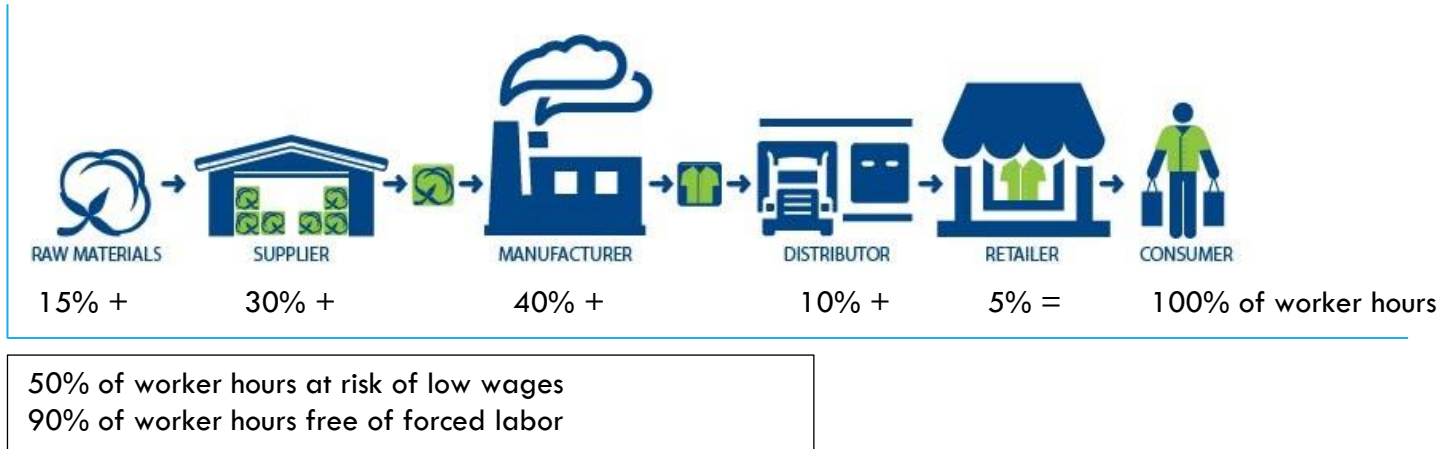 RAW MATERIALS SUPPLIER MANUFACTURER DISTRIBUTOR RETAILER CONSUMER
15% + 30% + 40% + 10% + 5% = 100% of worker hours
50% of worker hours at risk of low wages
90% of worker hours free of forced labor